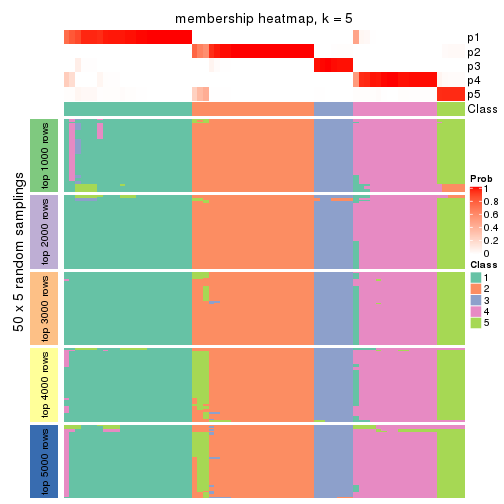 membership heatmap, k = 5
p1
p2
p3
p4
p5
Class
50 x 5 random samplings
top 1000 rows
top 2000 rows
top 3000 rows
top 4000 rows
top 5000 rows
Prob
1
0.8
0.6
0.4
0.2
0
Class
1
2
3
4
5